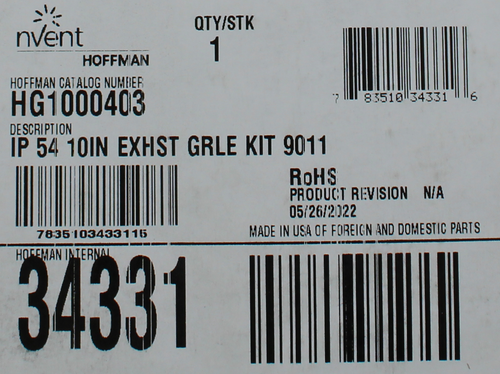 nVent
HOFFMAN
QTY/STK
1
HOFFMAN CATALOG NUMBER
HG1000403
7 83510 34331 6
DESCRIPTION
IP 54 10IN EXHST GRLE KIT 9011
RoHS
PRODUCT REVISION N/A
05/26/2022
7835103433115
MADE IN USA OF FOREIGN AND DOMESTIC PARTS
HOFFMAN INTERNAL
34331